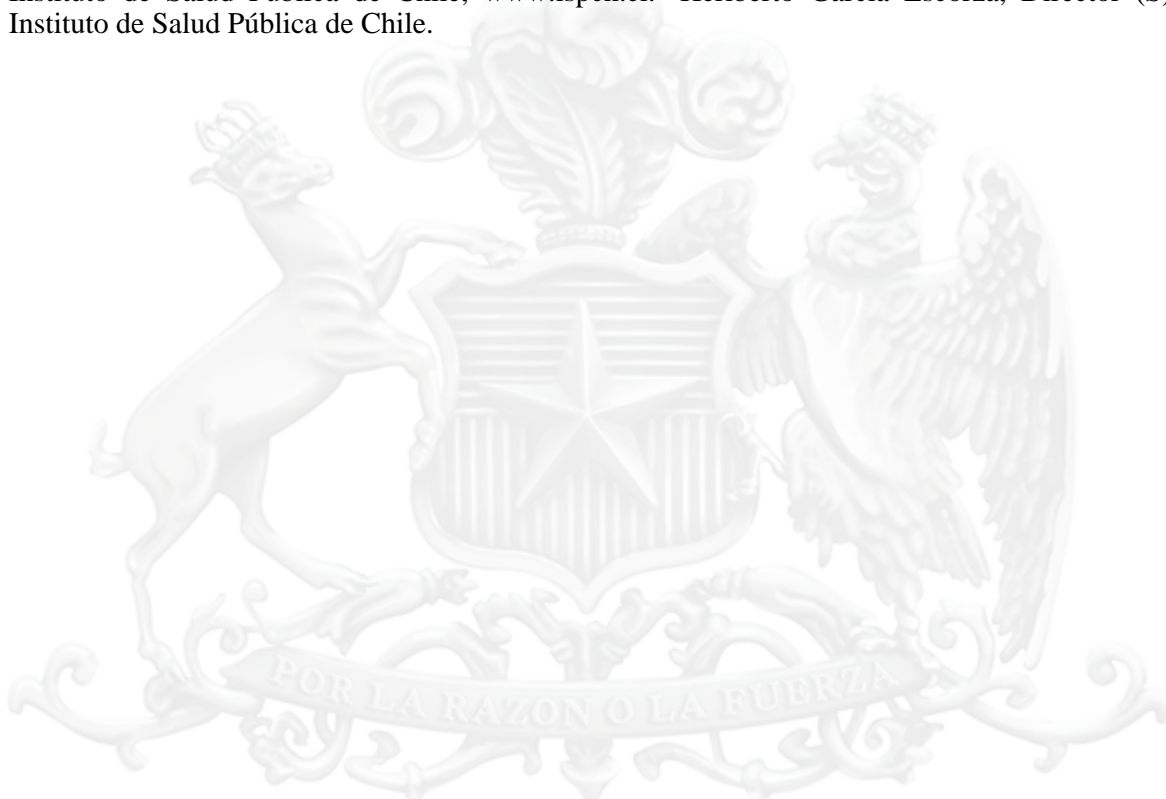 Instituto de Salud Pública de Chile, www.ispch.cl.- Heriberto García Escorza, Director (S)
Instituto de Salud Pública de Chile.
POR LA RAZON O LA FUERZA